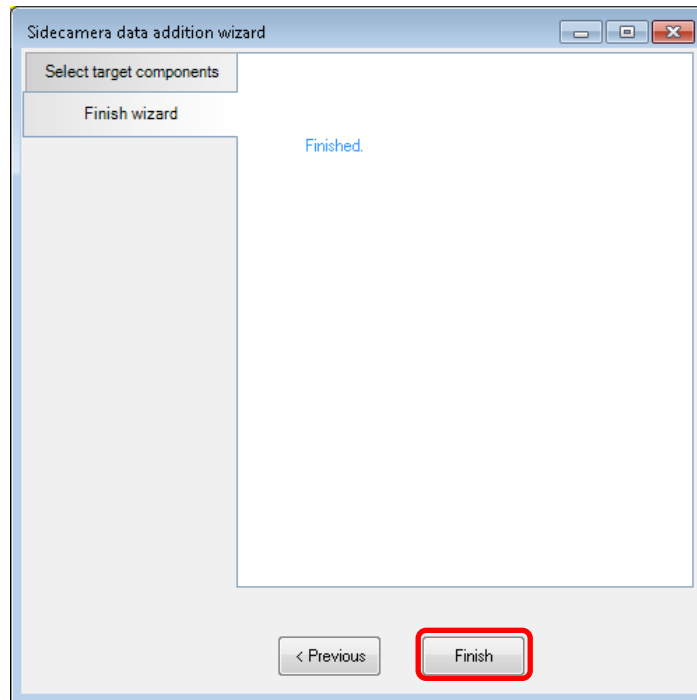 Sidecamera data addition wizard
Select target components
Finish wizard
Finished.
< Previous
Finish